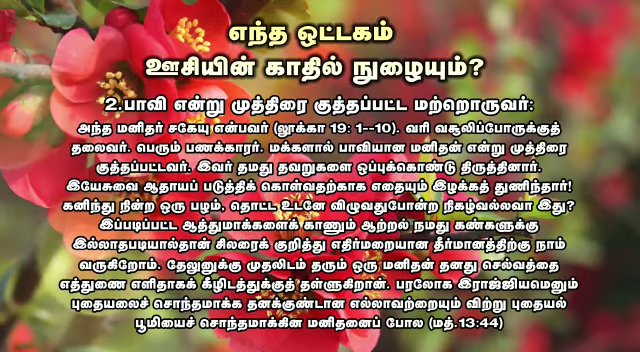 எந்த ஒட்டகம்
ஊசியின் காதில் நுழையும்?
2.பாவி என்று முத்திரை குத்தப்பட்ட மற்றொருவர்:
அந்த மனிதர் சகேயு என்பவர் (லூக்கா 19: 1--10). வரி வசூலிப்போருக்குத்
தலைவர். பெரும் பணக்காரர். மக்களால் பாவியான மனிதன் என்று முத்திரை
குத்தப்பட்டவர். இவர் தமது தவறுகளை ஒப்புக்கொண்டு திருத்தினார்.
இயேசுவை ஆதாயப் படுத்திக் கொள்வதற்காக எதையும் இழக்கத் துணிந்தார்!
கனிந்து நின்ற ஒரு பழம், தொட்ட உடனே விழுவதுபோன்ற நிகழ்வல்லவா இது?
இப்படிப்பட்ட ஆத்துமாக்களைக் காணும் ஆற்றல் நமது கண்களுக்கு
இல்லாதபடியால்தான் சிலரைக் குறித்து எதிர்மறையான தீர்மானத்திற்கு நாம்
வருகிறோம். தேவனுக்கு முதலிடம் தரும் ஒரு மனிதன் தனது செல்வத்தை
எத்துணை எளிதாகக் கீழிடத்துக்குத் தள்ளுகிறான். பரலோக இராஜ்ஜியமெனும்
புதையலைச் சொந்தமாக்க தனக்குண்டான எல்லாவற்றையும் விற்று புதையல்
பூமியைச் சொந்தமாக்கின மனிதனைப் போல (மத்.13:44)